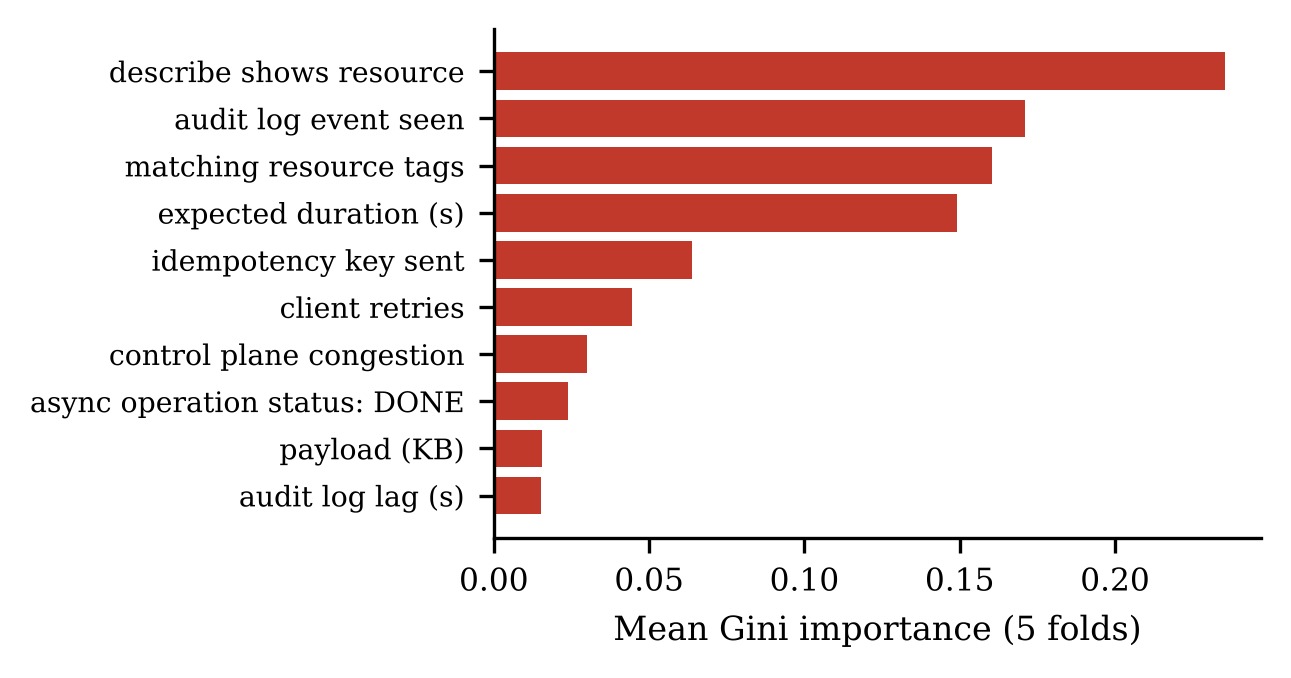 describe shows resource
audit log event seen
matching resource tags
expected duration (s)
idempotency key sent
client retries
control plane congestion
async operation status: DONE
payload (KB)
audit log lag (s)
0.00 0.05 0.10 0.15 0.20
Mean Gini importance (5 folds)